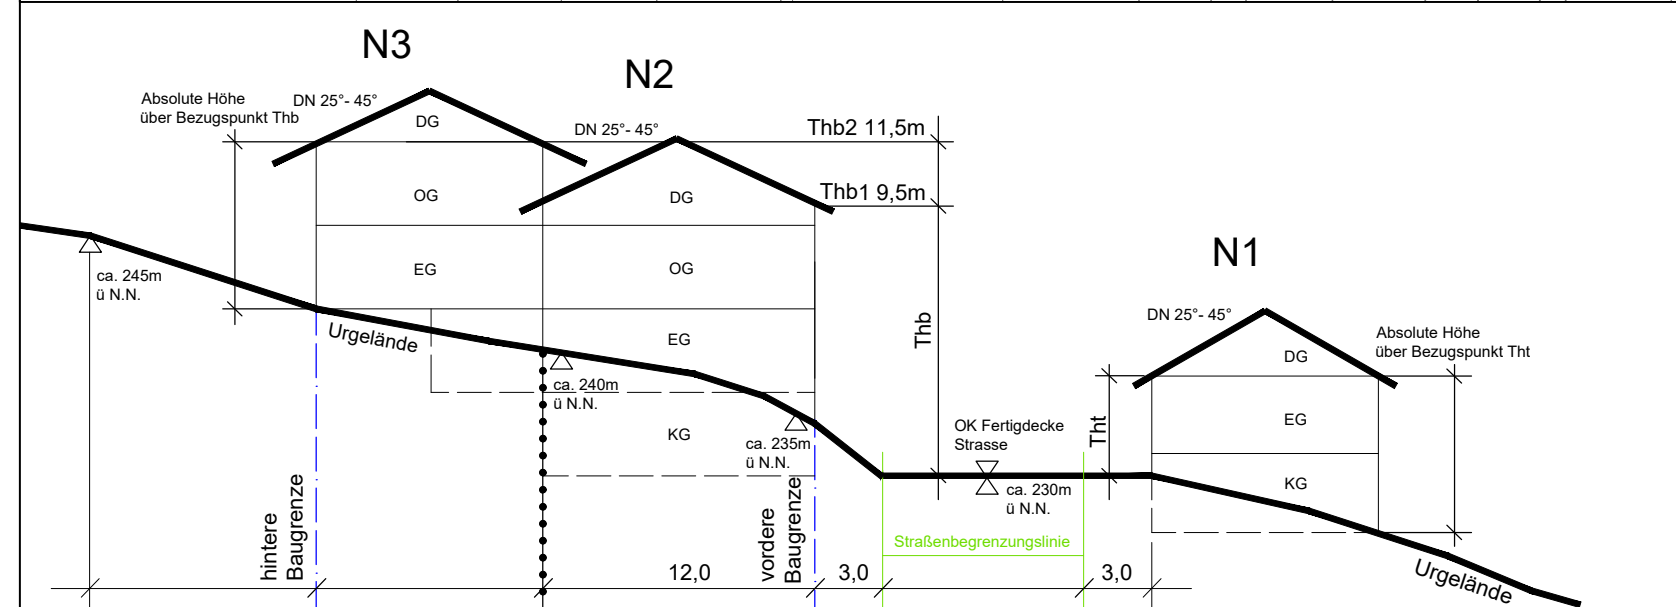 N3
N2
N1
Absolute Höhe
über Bezugspunkt Thb
DN 25°- 45°
DG
OG
EG
DN 25°- 45°
DG
OG
EG
KG
Thb2 11,5m
Thb1 9,5m
Thb
ca. 245m
ü N.N.
Urgelände
ca. 240m
ü N.N.
ca. 235m
ü N.N.
OK Fertigdecke
Strasse
ca. 230m
ü N.N.
Tht
DN 25°- 45°
DG
EG
KG
Absolute Höhe
über Bezugspunkt Tht
Urgelände
hintere
Baugrenze
vordere
Baugrenze
Straßenbegrenzungslinie
12,0
3,0
3,0